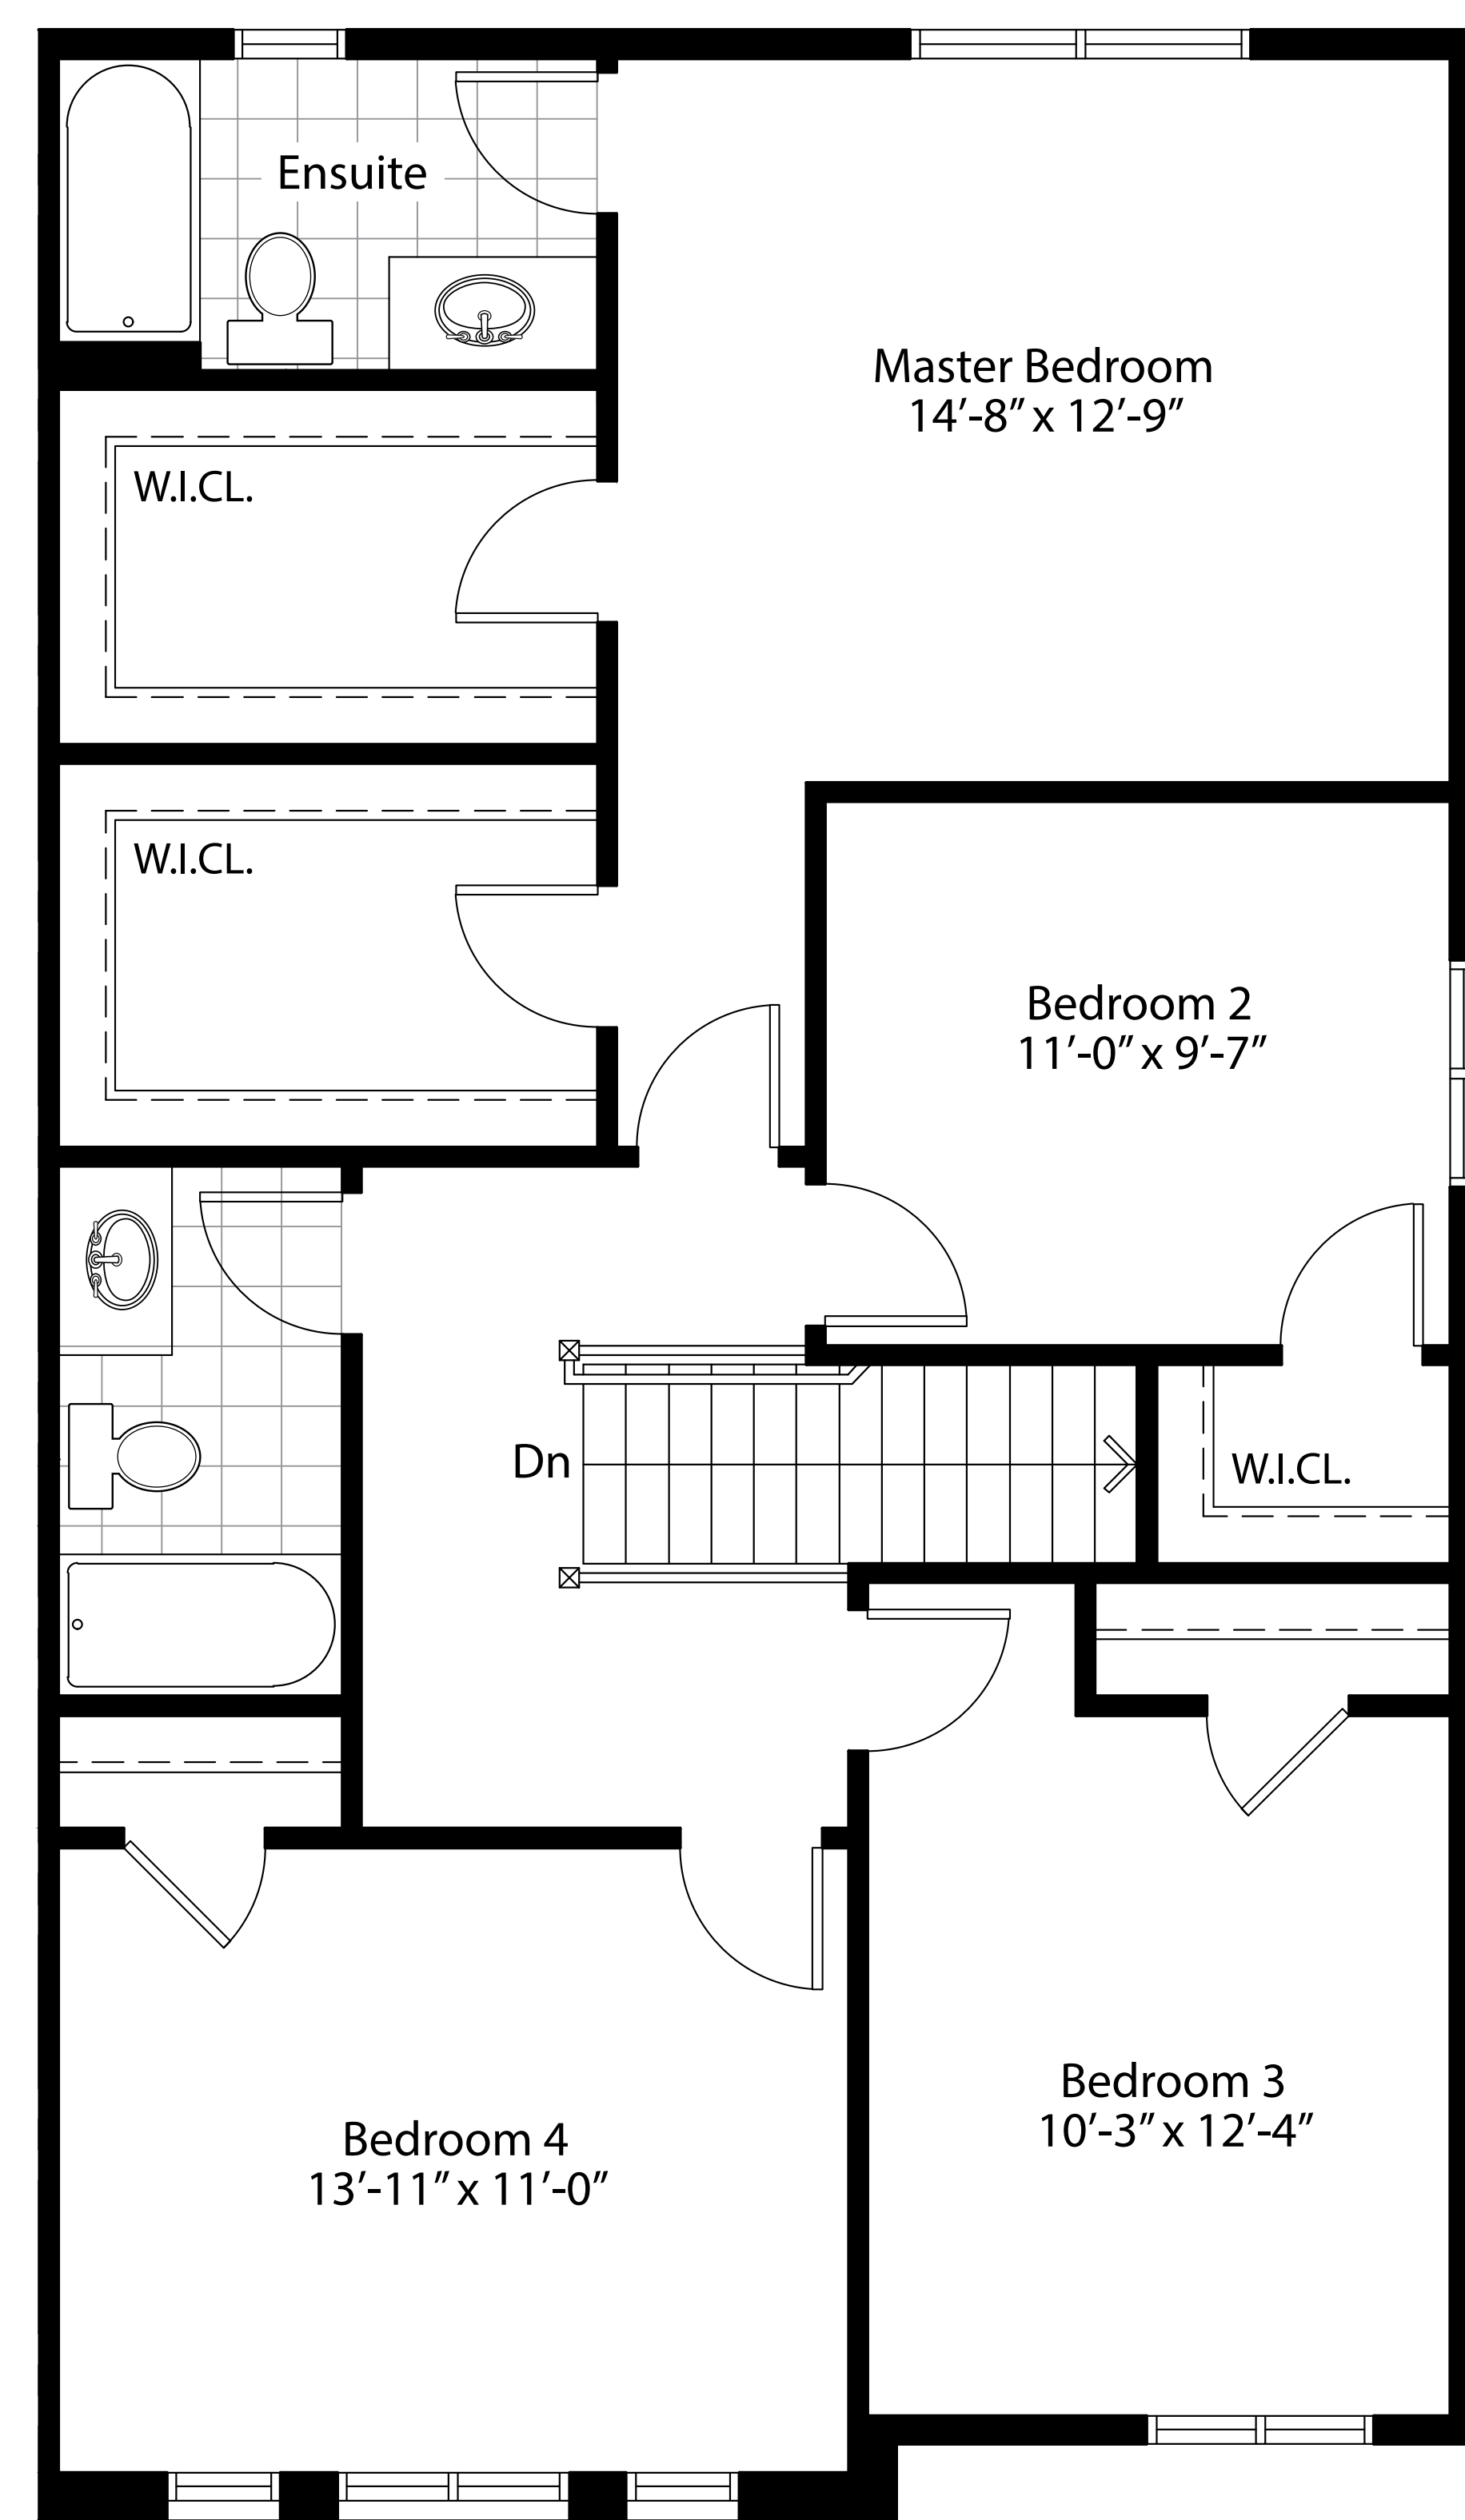 Ensuite
Master Bedroom
14’-8” x 12’-9”
W.I.CL.
W.I.CL.
Bedroom 2
11’-0” x 9’-7”
Dn
W.I.CL.
Bedroom 3
10’-3” x 12’-4”
Bedroom 4
13’-11” x 11’-0”